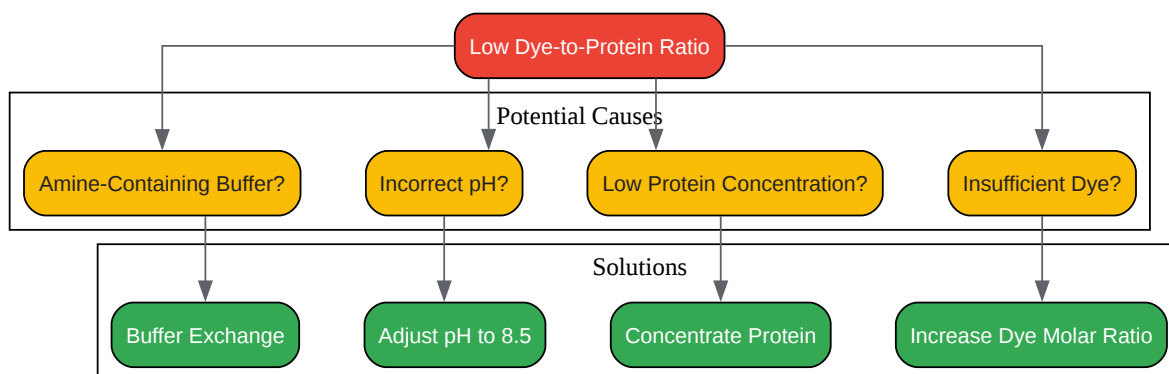 Low Dye-to-Protein Ratio
Potential Causes
Amine-Containing Buffer?
Incorrect pH?
Low Protein Concentration?
Insufficient Dye?
Solutions
Buffer Exchange
Adjust pH to 8.5
Concentrate Protein
Increase Dye Molar Ratio